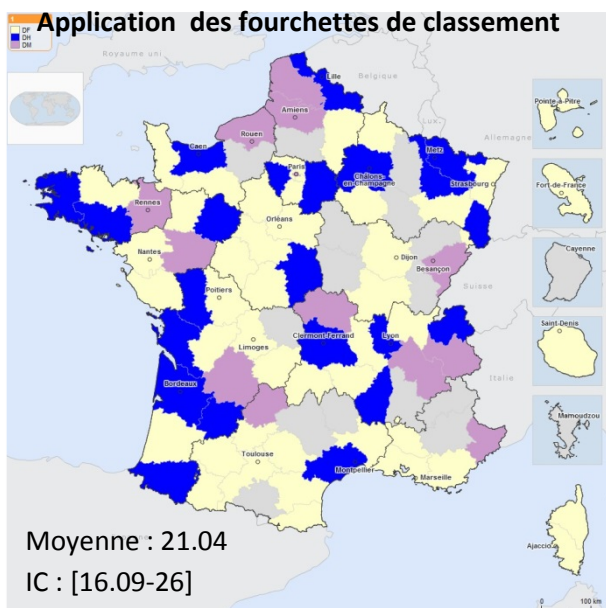 Application des fourchettes de classement
1
DF
DH
DM
Royaume uni
Belgique
Lille
Lux.
Allemagne
Amiens
Rouen
Caen
Paris
Metz
Châlons-
en-Champagne
Strasbourg
Rennes
Orléans
Nantes
Dijon
Besançon
Suisse
Poitiers
Limoges
Clermont-Ferrand
Lyon
Italie
Bordeaux
Toulouse
Montpellier
Marseille
Ajaccio
Pointe-à-Pitre
Fort-de-France
Cayenne
Saint-Denis
Mamoudzou
Moyenne : 21.04
IC : [16.09-26]
0 100 km